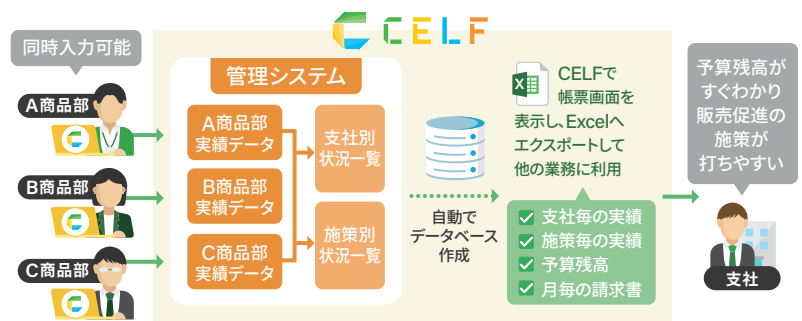 CELF
同時入力可能
A商品部
B商品部
C商品部
管理システム
A商品部
実績データ
B商品部
実績データ
C商品部
実績データ
支社別
状況一覧
施策別
状況一覧
自動で
データベース
作成
CELFで
帳票画面を
表示し、Excelへ
エクスポートして
他の業務に利用
支社毎の実績
施策毎の実績
予算残高
月毎の請求書
予算残高が
すぐわかり
販売促進の
施策が
打ちやすい
支社